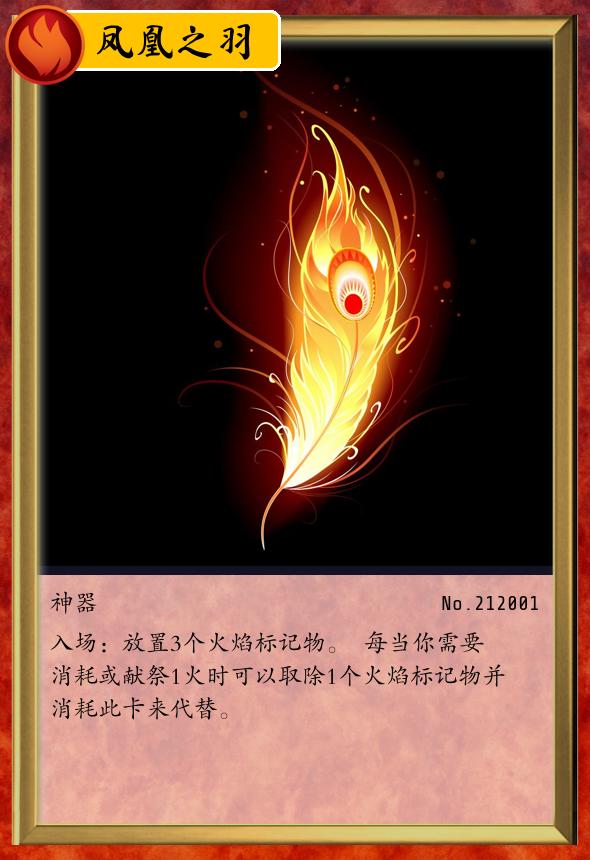 凤凰之羽
神器 No.212001
入场：放置3个火焰标记物。 每当你需要
消耗或献祭1火时可以取除1个火焰标记物并
消耗此卡来代替。